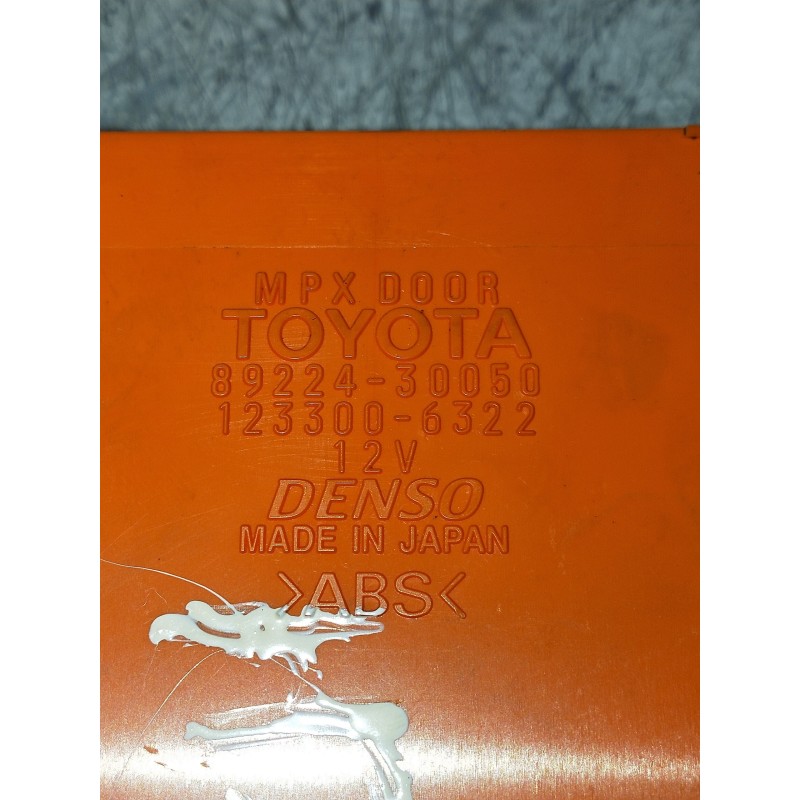 MPX DOOR
TOYOTA
89224-30050
123300-6322
12V
DENSO
MADE IN JAPAN
>ABS<